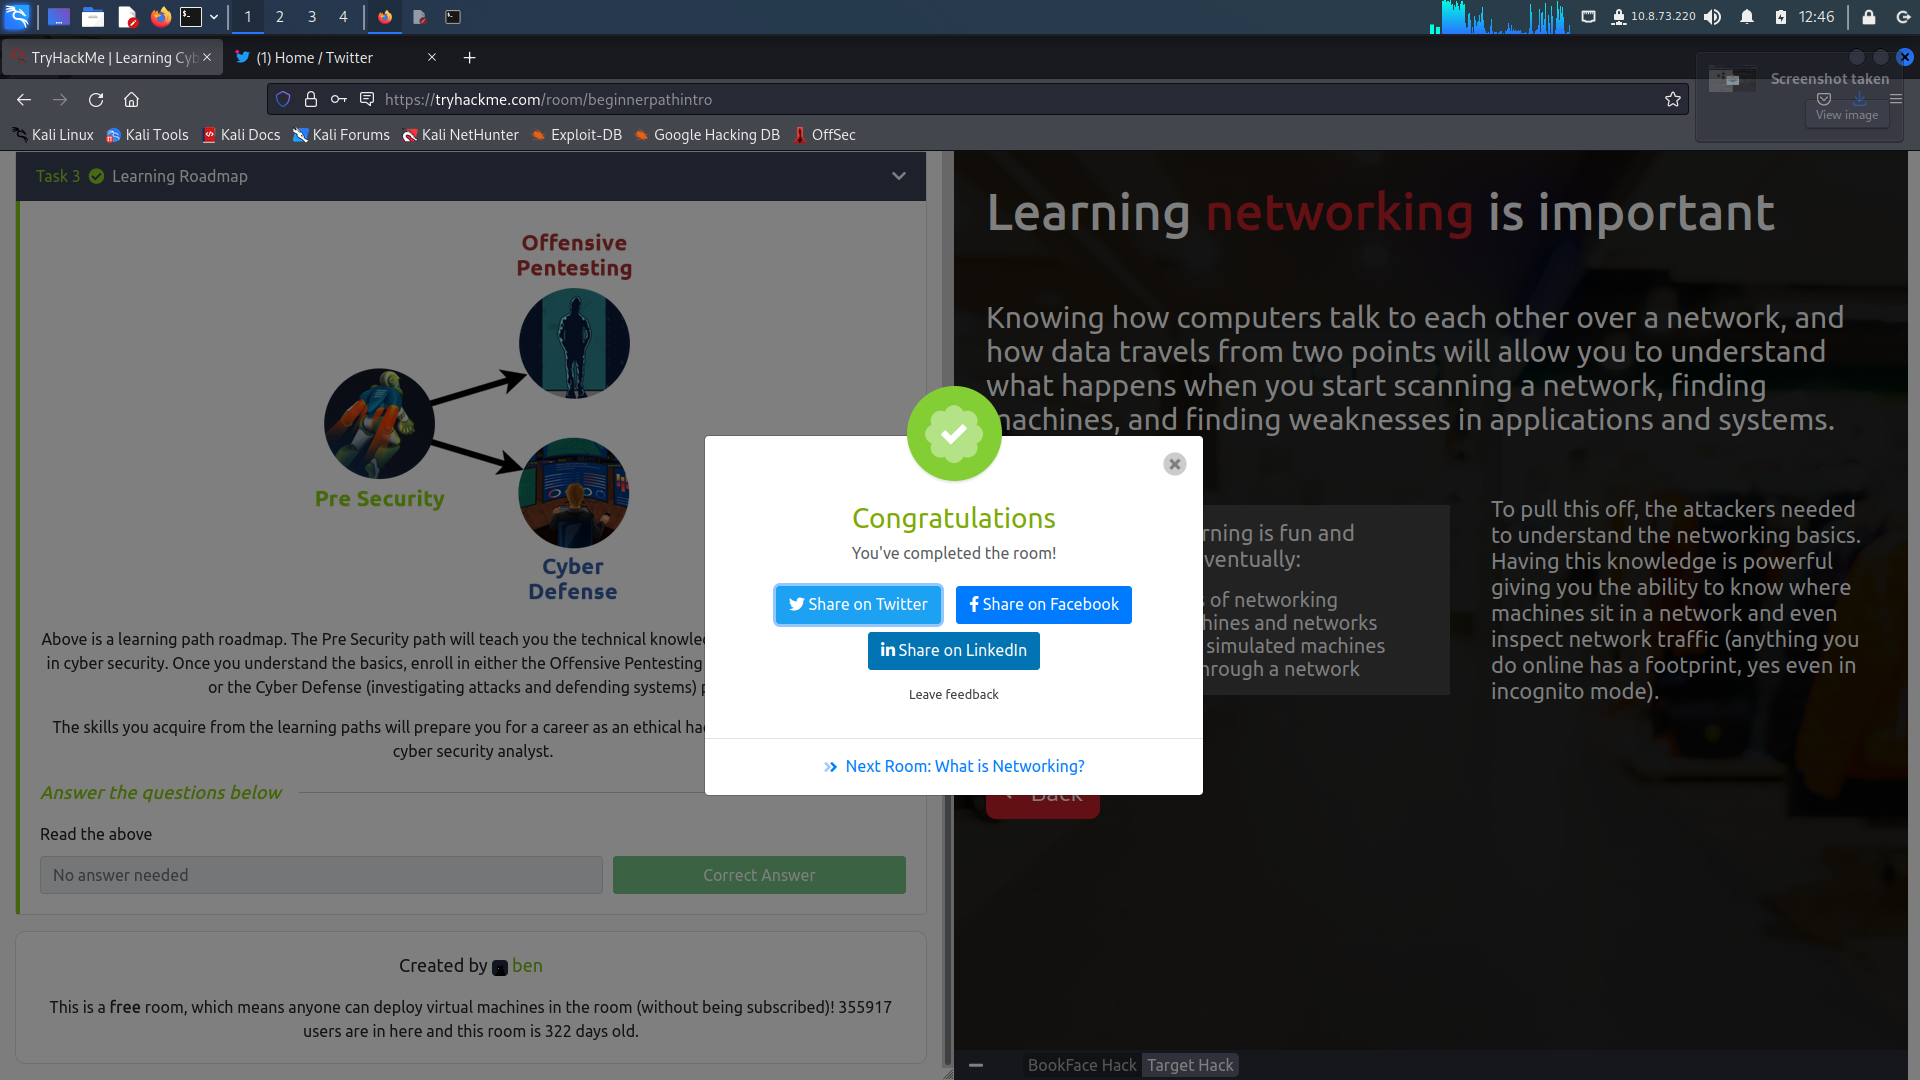 1 2 3 4 10.8.73.220 12:46
TryHackMe | Learning Cyb
(1) Home / Twitter
Screenshot taken
View image
https://tryhackme.com/room/beginnerpathintro
Kali Linux Kali Tools Kali Docs Kali Forums Kali NetHunter Exploit-DB Google Hacking DB OffSec
Task 3 Learning Roadmap
Offensive
Pentesting
Pre Security
Cyber
Defense
Above is a learning path roadmap. The Pre Security path will teach you the technical knowle
in cyber security. Once you understand the basics, enroll in either the Offensive Pentesting
or the Cyber Defense (investigating attacks and defending systems) p
The skills you acquire from the learning paths will prepare you for a career as an ethical ha
cyber security analyst.
Answer the questions below
Read the above
No answer needed
Correct Answer
Created by ben
This is a free room, which means anyone can deploy virtual machines in the room (without being subscribed)! 355917
users are in here and this room is 322 days old.
Learning networking is important
Knowing how computers talk to each other over a network, and
how data travels from two points will allow you to understand
what happens when you start scanning a network, finding
machines, and finding weaknesses in applications and systems.
rning is fun and
ventually:
s of networking
hines and networks
simulated machines
hrough a network
To pull this off, the attackers needed
to understand the networking basics.
Having this knowledge is powerful
giving you the ability to know where
machines sit in a network and even
inspect network traffic (anything you
do online has a footprint, yes even in
incognito mode).
Back
BookFace Hack Target Hack
Congratulations
You've completed the room!
Share on Twitter
Share on Facebook
Share on LinkedIn
Leave feedback
Next Room: What is Networking?